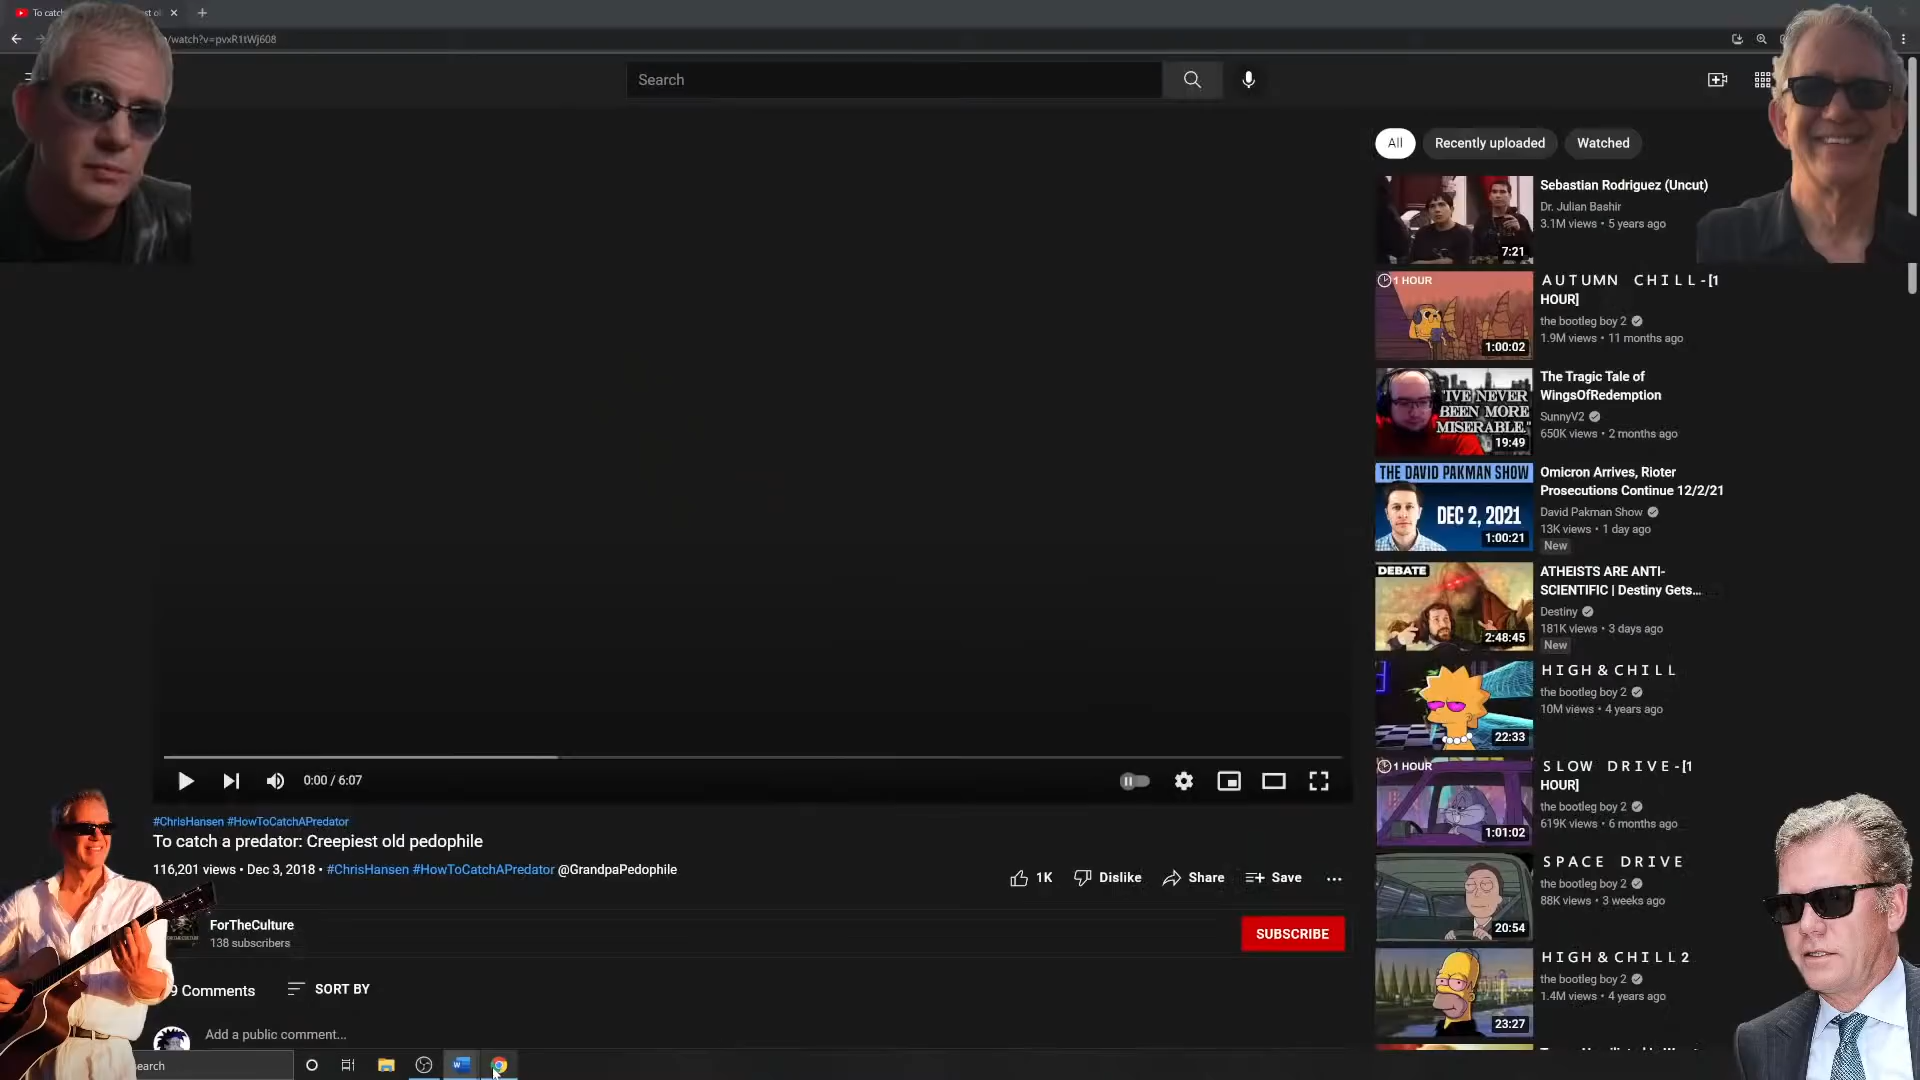 To catc
st ol
/watch?v=pvxR1tWj608
Search
All
Recently uploaded
Watched
Sebastian Rodriguez (Uncut)
Dr. Julian Bashir
3.1M views • 5 years ago
7:21
1 HOUR
1:00:02
AUTUMN CHILL-[1
HOUR]
the bootleg boy 2
1.9M views • 11 months ago
"IVE NEVER
BEEN MORE
MISERABLE."
19:49
The Tragic Tale of
WingsOfRedemption
SunnyV2
650K views • 2 months ago
THE DAVID PAKMAN SHOW
DEC 2, 2021
1:00:21
Omicron Arrives, Rioter
Prosecutions Continue 12/2/21
David Pakman Show
13K views • 1 day ago
New
DEBATE
2:48:45
ATHEISTS ARE ANTI-
SCIENTIFIC | Destiny Gets...
Destiny
181K views • 3 days ago
New
22:33
HIGH & CHILL
the bootleg boy 2
10M views • 4 years ago
1 HOUR
1:01:02
SLOW DRIVE-[1
HOUR]
the bootleg boy 2
619K views • 6 months ago
20:54
SPACE DRIVE
the bootleg boy 2
88K views • 3 weeks ago
23:27
HIGH & CHILL 2
the bootleg boy 2
1.4M views • 4 years ago
0:00 / 6:07
#ChrisHansen #HowToCatchAPredator
To catch a predator: Creepiest old pedophile
116,201 views • Dec 3, 2018 • #ChrisHansen #HowToCatchAPredator @GrandpaPedophile
1K
Dislike
Share
Save
ForTheCulture
138 subscribers
SUBSCRIBE
9 Comments
SORT BY
Add a public comment...
earch